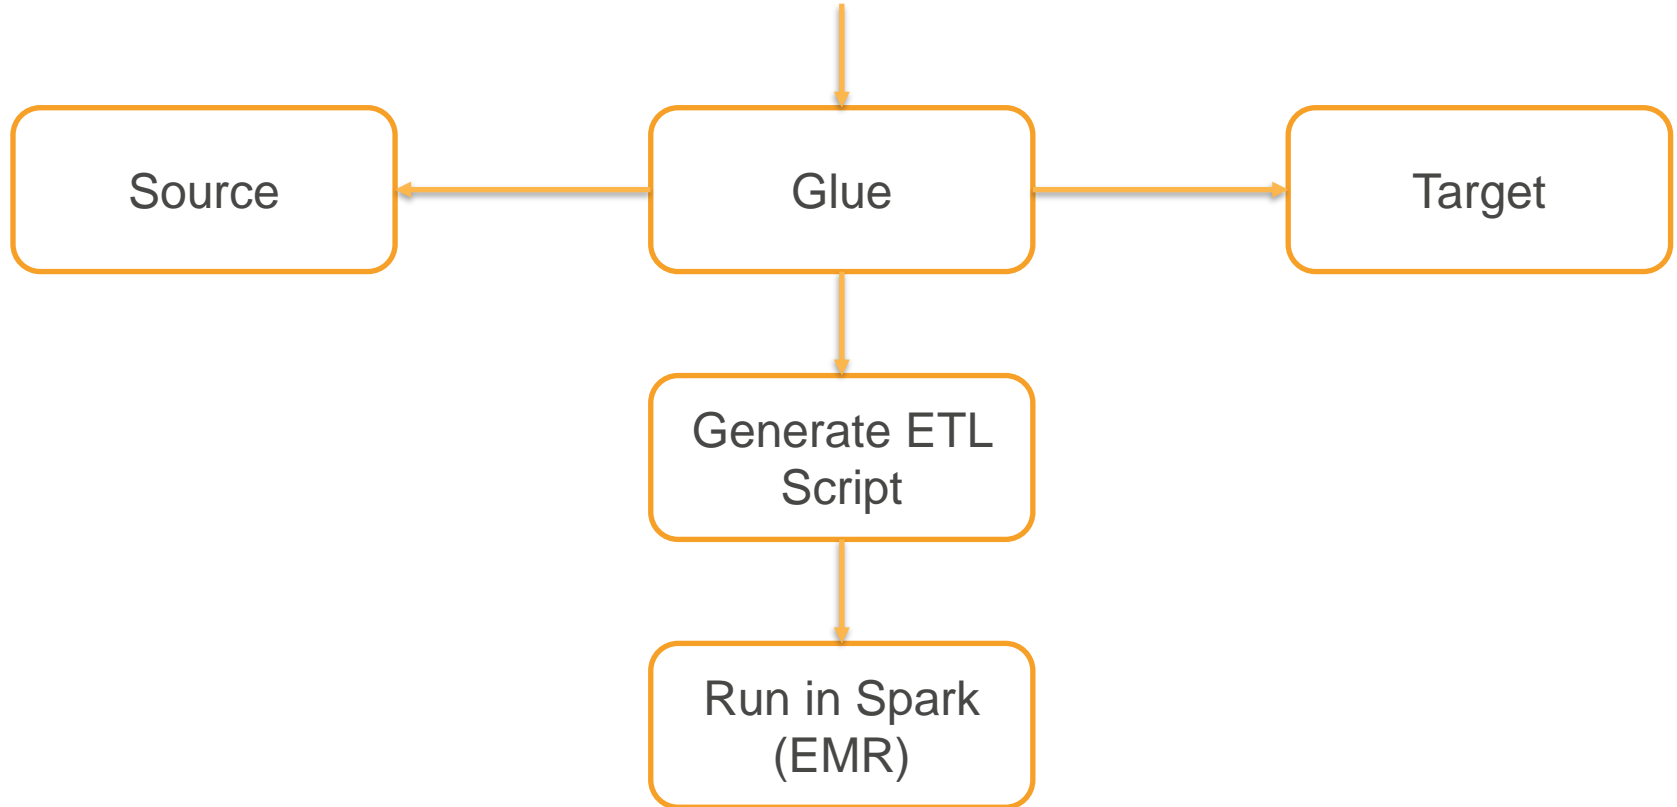 Source
Glue
Target
Generate ETL
Script
Run in Spark
(EMR)